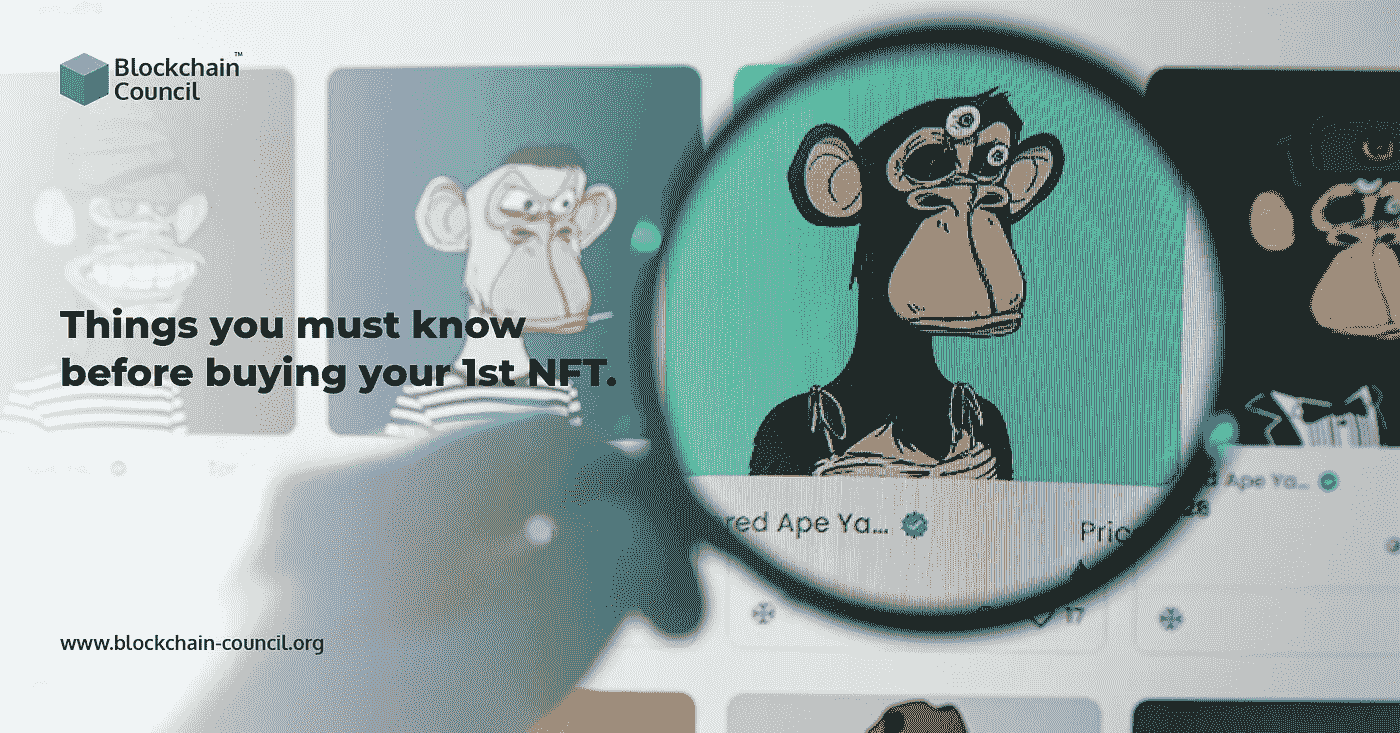 Blockchain™
Council
Things you must know
before buying your 1st NFT.
red Ape Ya...
Pric
d Ape Ya...
17
www.blockchain-council.org